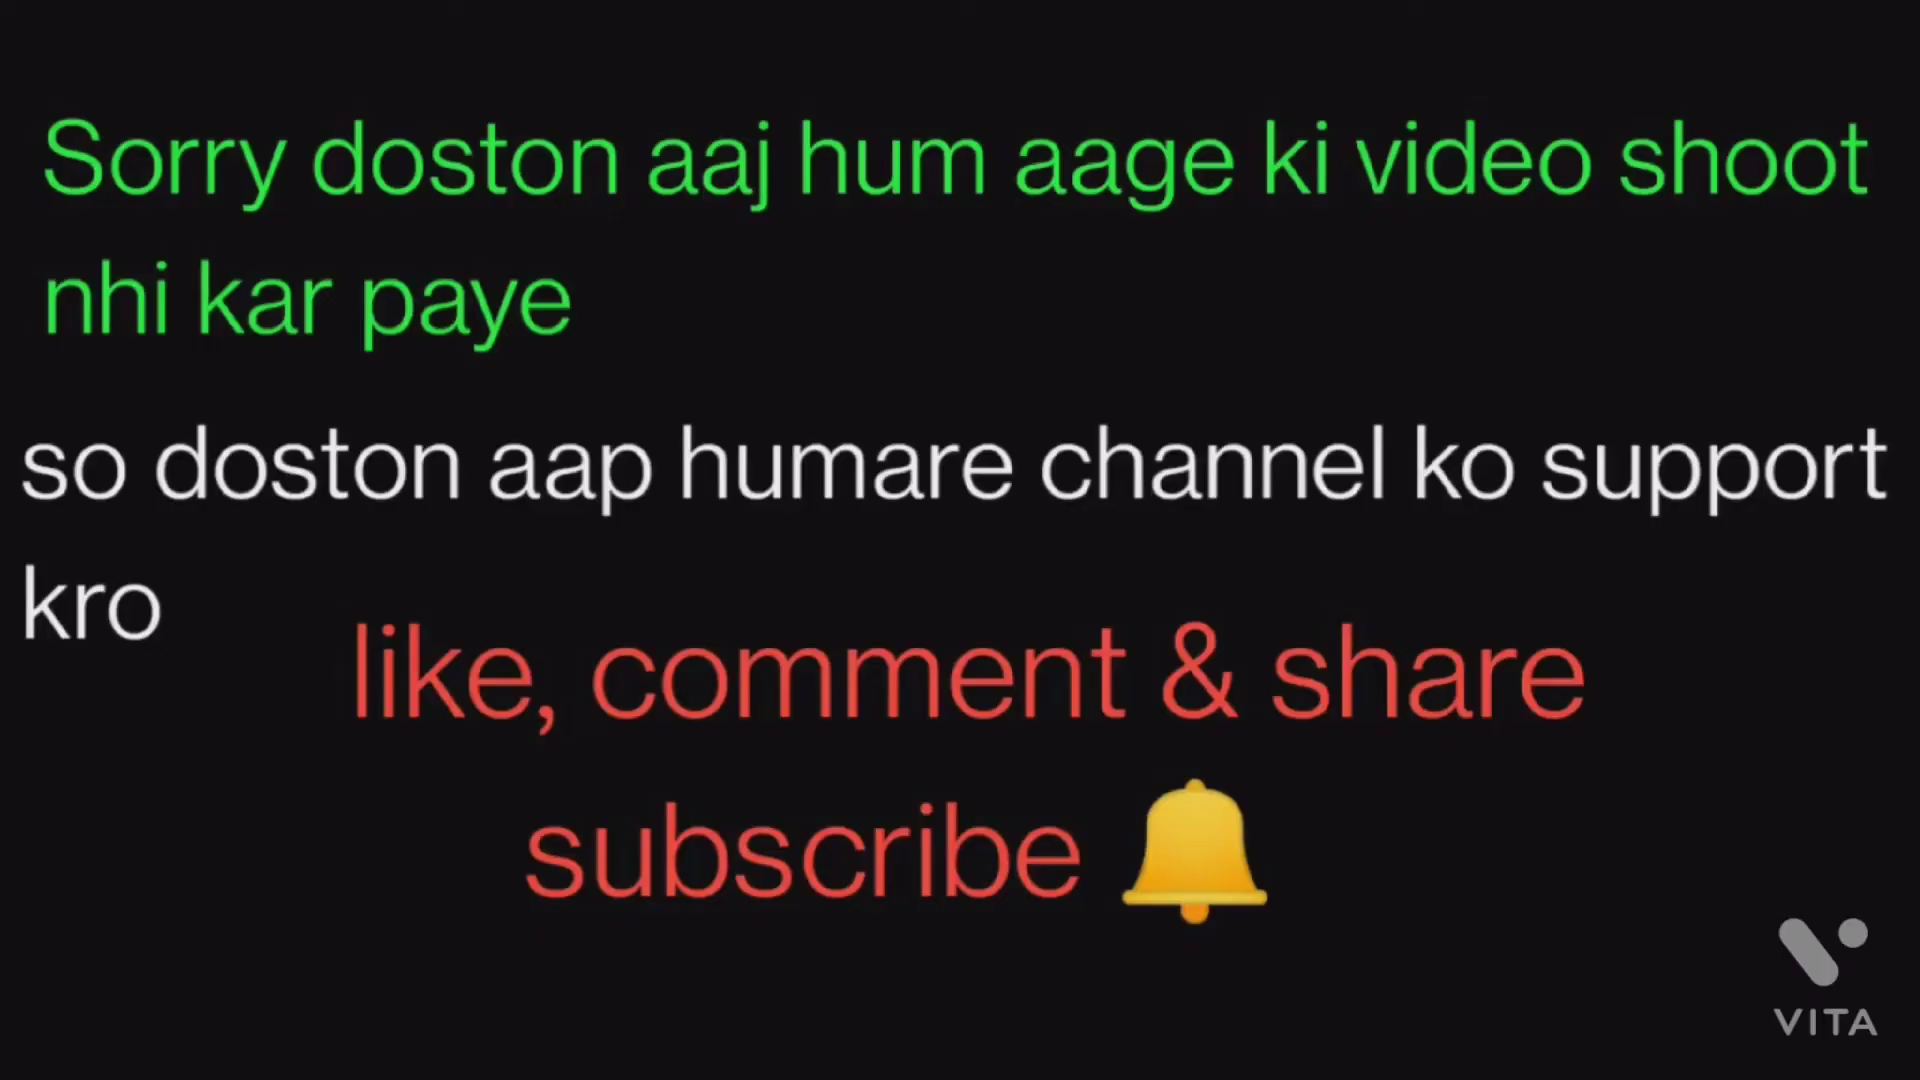 Sorry doston aaj hum aage ki video shoot
nhi kar paye
so doston aap humare channel ko support
kro
like, comment & share
subscribe 🔔
VITA